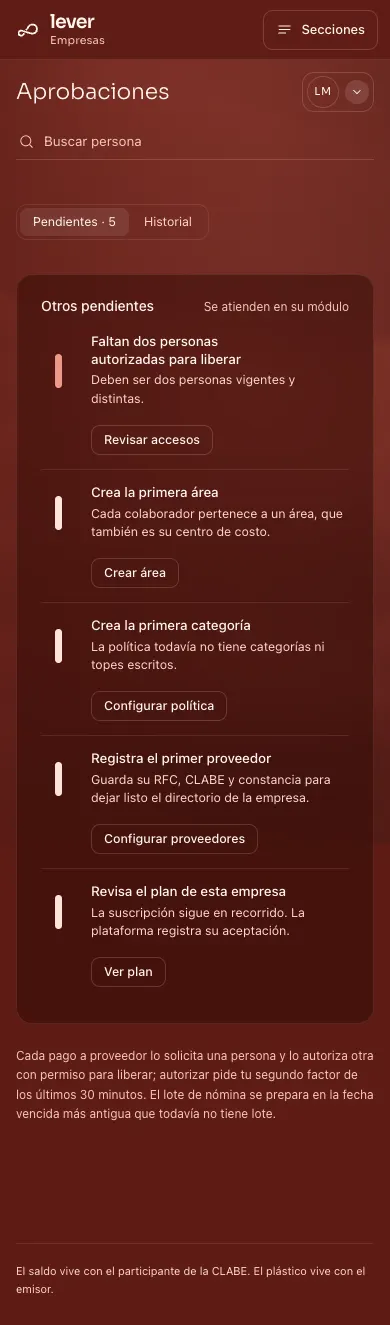 lever
Empresas
Secciones
Aprobaciones
LM
Buscar persona
Pendientes · 5
Historial
Otros pendientes
Se atienden en su módulo
Faltan dos personas
autorizadas para liberar
Deben ser dos personas vigentes y
distintas.
Revisar accesos
Crea la primera área
Cada colaborador pertenece a un área, que
también es su centro de costo.
Crear área
Crea la primera categoría
La política todavía no tiene categorías ni
topes escritos.
Configurar política
Registra el primer proveedor
Guarda su RFC, CLABE y constancia para
dejar listo el directorio de la empresa.
Configurar proveedores
Revisa el plan de esta empresa
La suscripción sigue en recorrido. La
plataforma registra su aceptación.
Ver plan
Cada pago a proveedor lo solicita una persona y lo autoriza otra
con permiso para liberar; autorizar pide tu segundo factor de
los últimos 30 minutos. El lote de nómina se prepara en la fecha
vencida más antigua que todavía no tiene lote.
El saldo vive con el participante de la CLABE. El plástico vive con el
emisor.